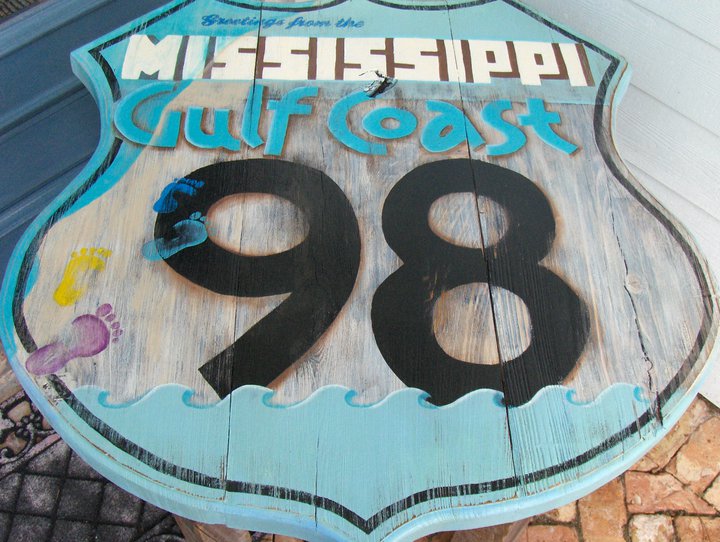 Greetings from the
MISSISSIPPI
Gulf Coast
98